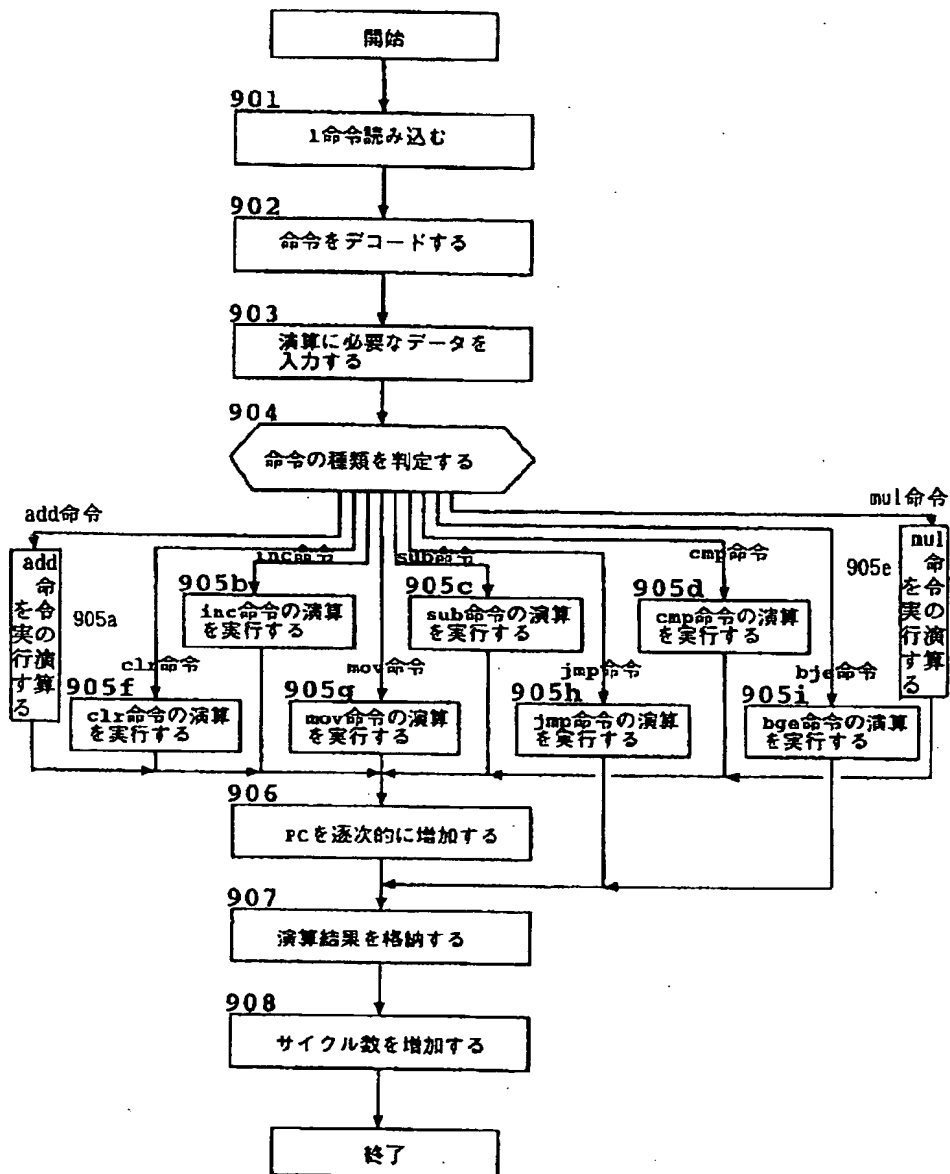 開始
901
1命令読み込む
902
命令をデコードする
903
演算に必要なデータを
入力する
904
命令の種類を判定する
add命令
inc命令
sub命令
cmp命令
mul命令
add命令の演算
を実行する
905a
905b
inc命令の演算
を実行する
905c
sub命令の演算
を実行する
905d
cmp命令の演算
を実行する
905e
mul命令の演算
を実行する
clr命令
mov命令
jmp命令
bje命令
905f
clr命令の演算
を実行する
905g
mov命令の演算
を実行する
905h
jmp命令の演算
を実行する
905i
bge命令の演算
を実行する
906
PCを逐次的に増加する
907
演算結果を格納する
908
サイクル数を増加する
終了